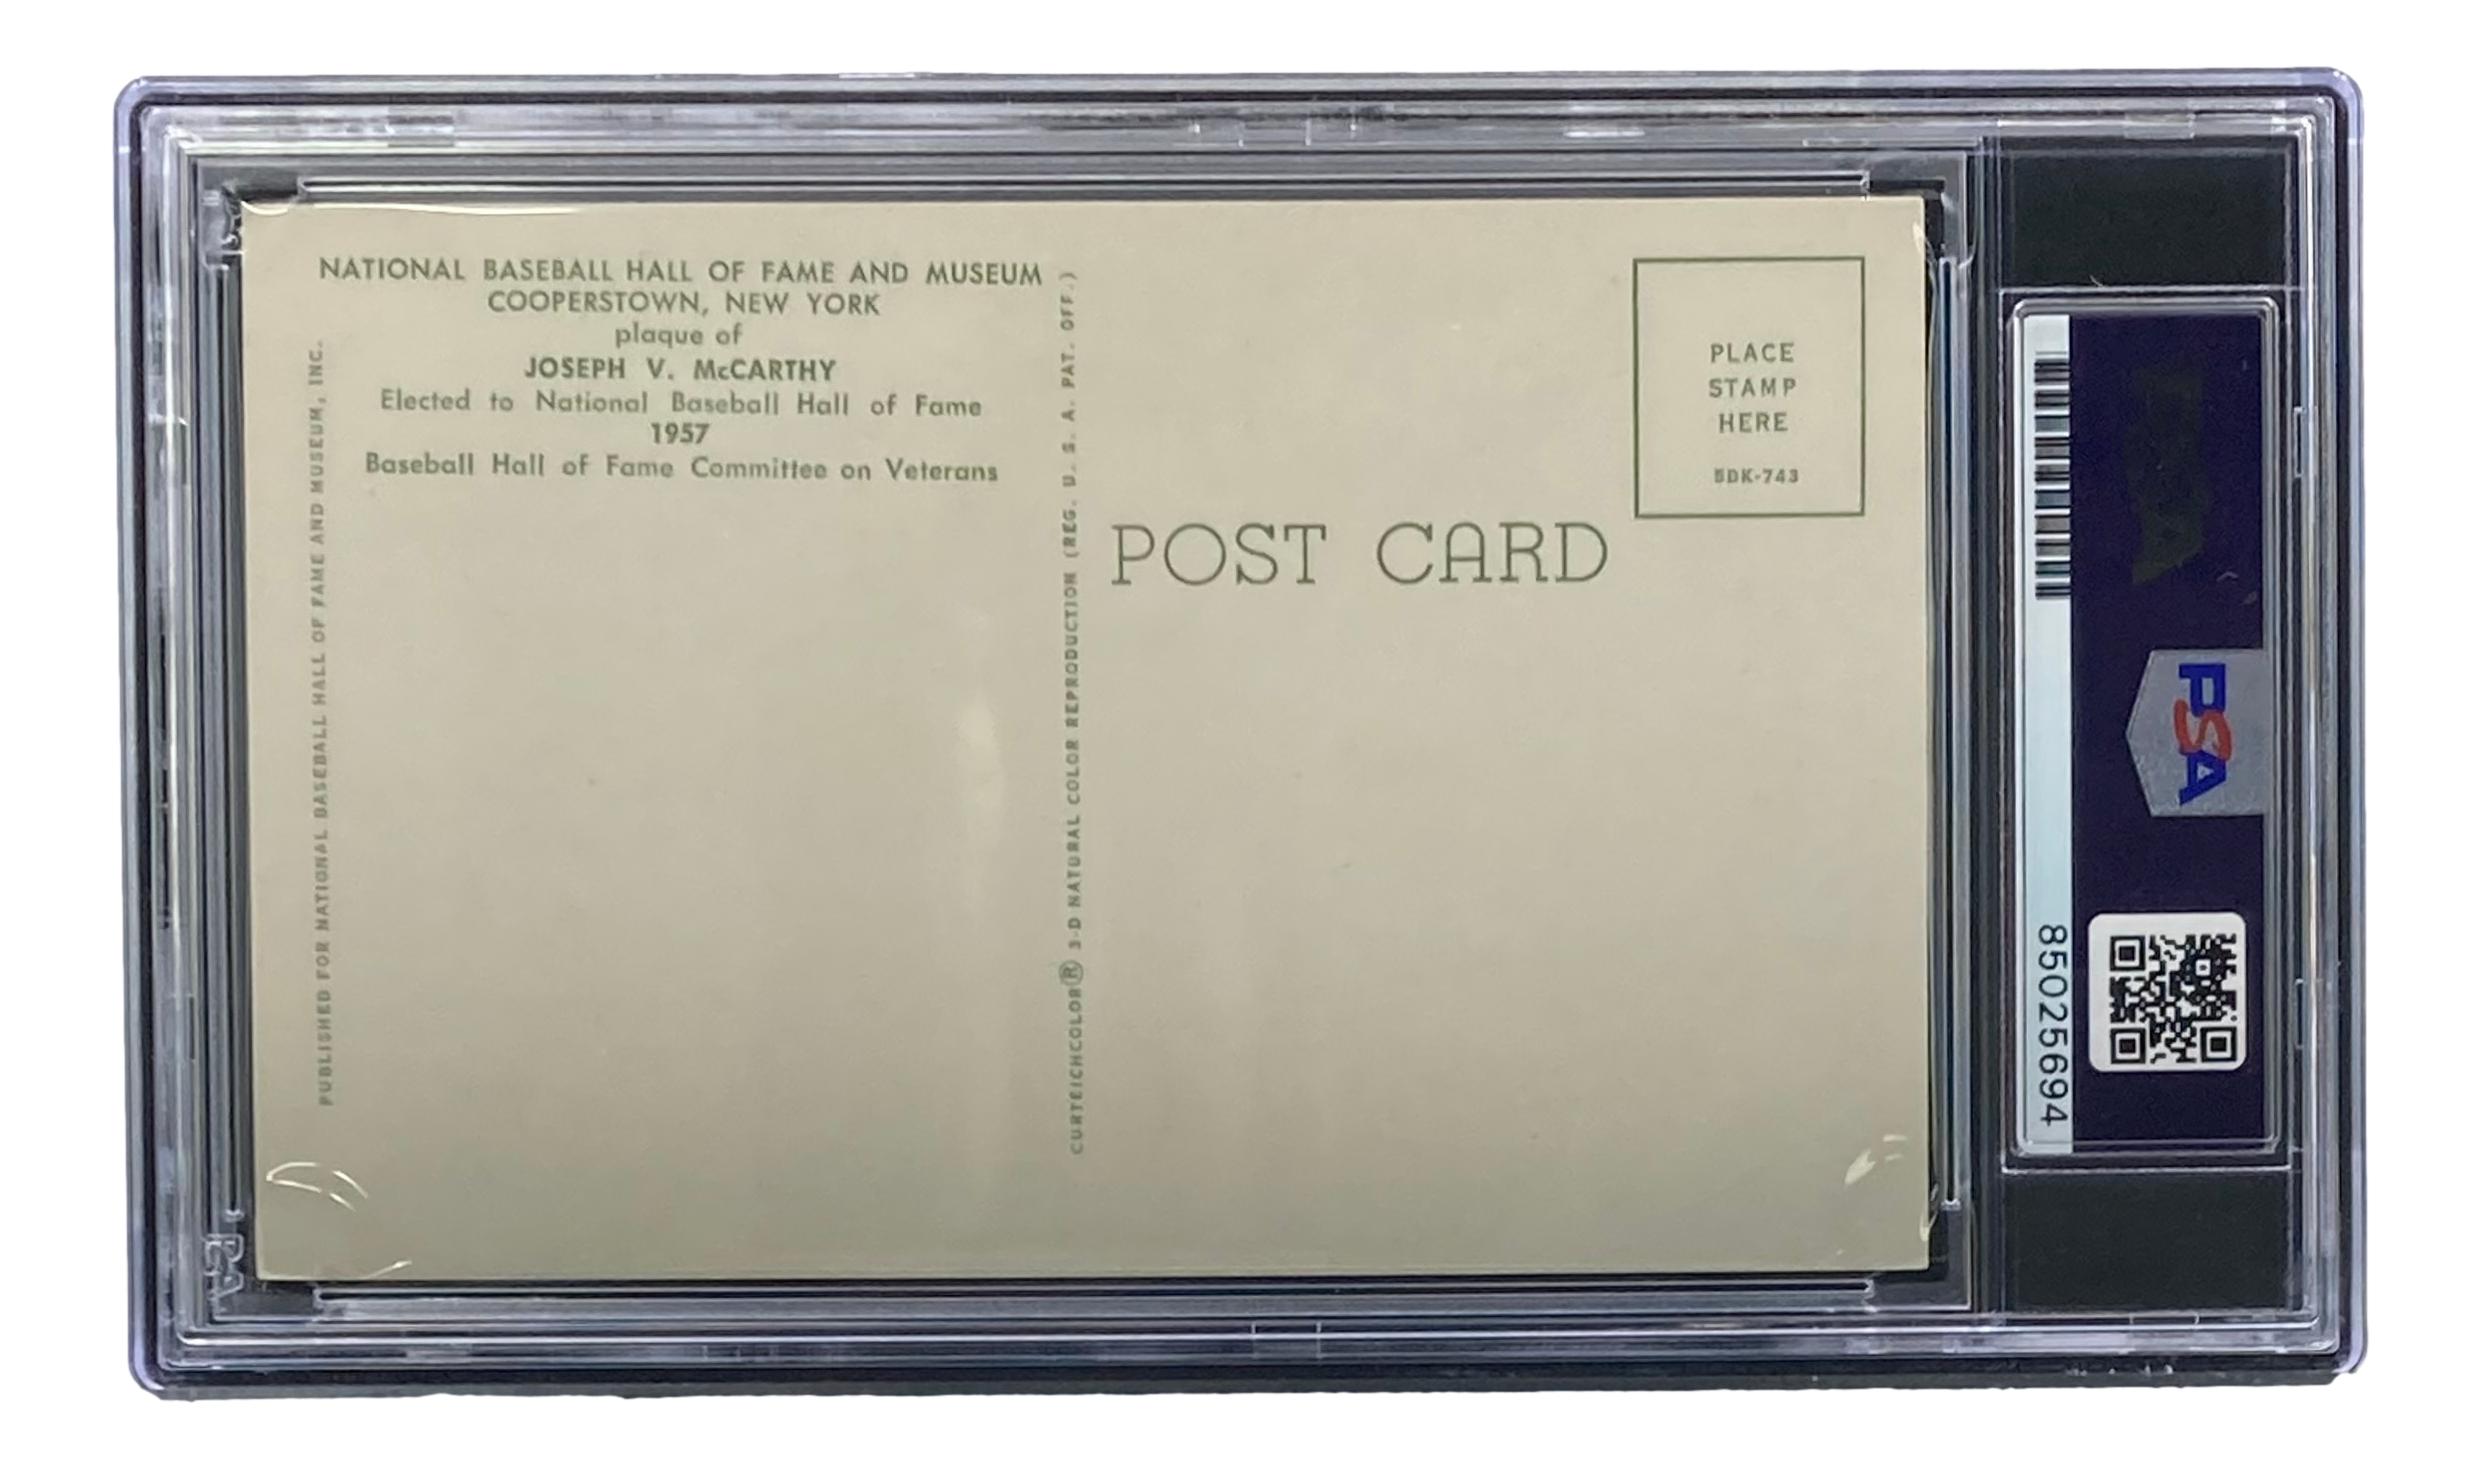 NATIONAL BASEBALL HALL OF FAME AND MUSEUM
COOPERSTOWN, NEW YORK
plaque of
JOSEPH V. McCARTHY
Elected to National Baseball Hall of Fame
1957
Baseball Hall of Fame Committee on Veterans
PUBLISHED FOR NATIONAL BASEBALL HALL OF FAME AND MUSEUM, INC.
CURTEICHCOLOR® 3-D NATURAL COLOR REPRODUCTION (REG. U. S. A. PAT. OFF.)
POST CARD
PLACE
STAMP
HERE
5DK-743
PSA
85025694
PSA